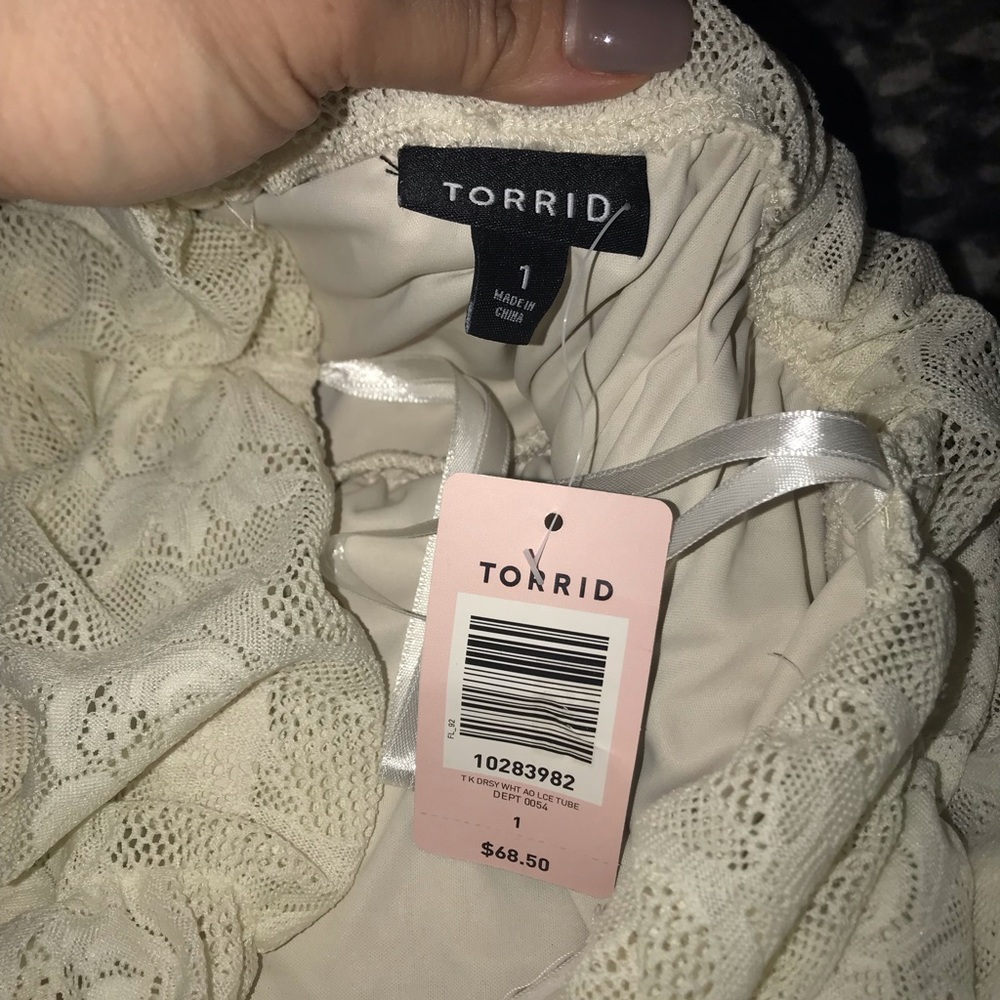 TORRID
1
MADE IN
CHINA
TORRID
FL_92
10283982
T K DRSY WHT AO LCE TUBE
DEPT 0054
1
$68.50